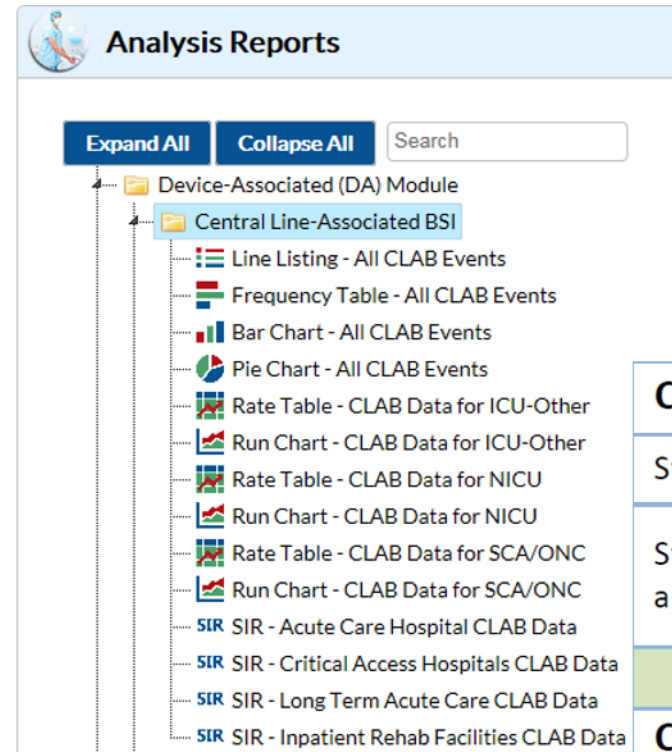 Analysis Reports
Expand All Collapse All Search
Device-Associated (DA) Module
Central Line-Associated BSI
Line Listing - All CLAB Events
Frequency Table - All CLAB Events
Bar Chart - All CLAB Events
Pie Chart - All CLAB Events
Rate Table - CLAB Data for ICU-Other
Run Chart - CLAB Data for ICU-Other
Rate Table - CLAB Data for NICU
Run Chart - CLAB Data for NICU
Rate Table - CLAB Data for SCA/ONC
Run Chart - CLAB Data for SCA/ONC
SIR SIR - Acute Care Hospital CLAB Data
SIR SIR - Critical Access Hospitals CLAB Data
SIR SIR - Long Term Acute Care CLAB Data
SIR SIR - Inpatient Rehab Facilities CLAB Data